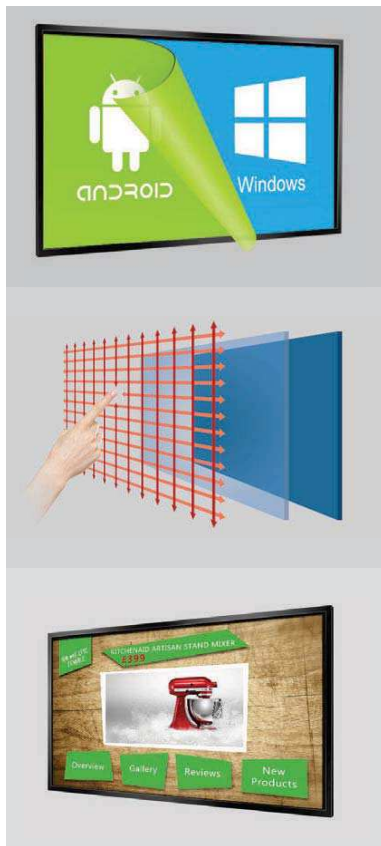 ANDROID
Windows
KITCHENAID ARTISAN STAND MIXER
$399
Overview
Gallery
Reviews
New
Products